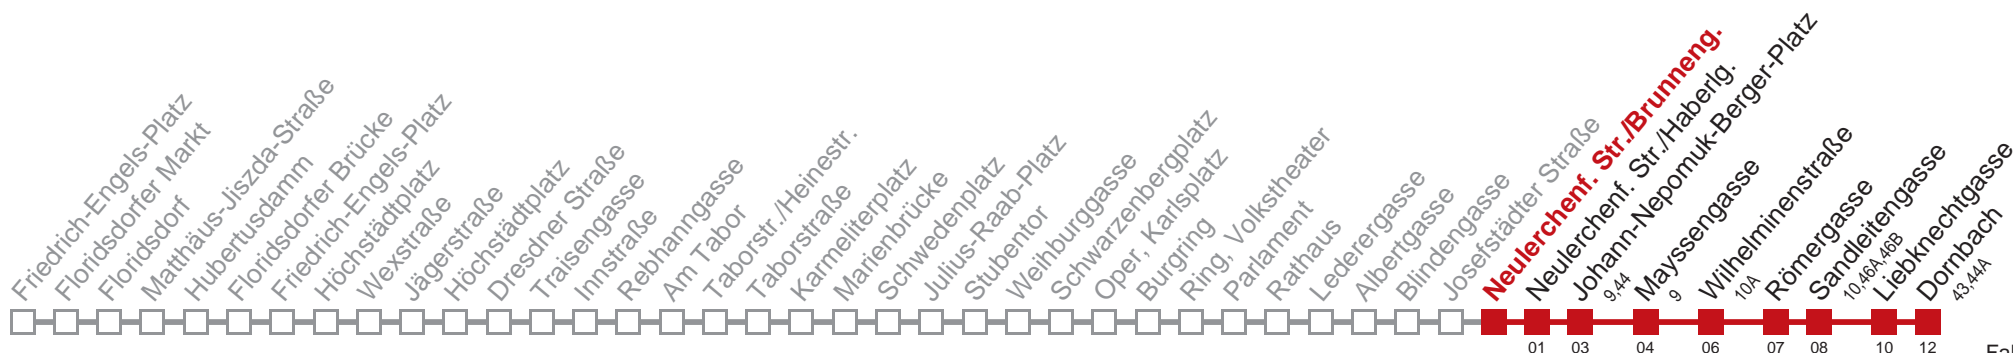 Friedrich-Engels-Platz
Floridsdorfer Markt
Floridsdorf
Matthäus-Jiszda-Straße
Hubertusdamm
Floridsdorfer Brücke
Friedrich-Engels-Platz
Höchstädtplatz
Wexstraße
Jägerstraße
Höchstädtplatz
Dresdner Straße
Traisengasse
Innstraße
Rebhanngasse
Am Tabor
Taborstr./Heinestr.
Taborstraße
Karmeliterplatz
Marienbrücke
Schwedenplatz
Julius-Raab-Platz
Stubentor
Weihburggasse
Schwarzenbergplatz
Oper, Karlsplatz
Burgring
Ring, Volkstheater
Parlament
Rathaus
Lederergasse
Albertgasse
Blindengasse
Josefstädter Straße
Neulerchenf. Str./Brunneng.
Neulerchenf. Str./Haberlg.
Johann-Nepomuk-Berger-Platz
9,44
Mayssengasse
9
Wilhelminenstraße
10A
Römergasse
Sandleitengasse
10,46A,46B
Liebknechtgasse
Dornbach
43,44A
01 03 04 06 07 08 10 12